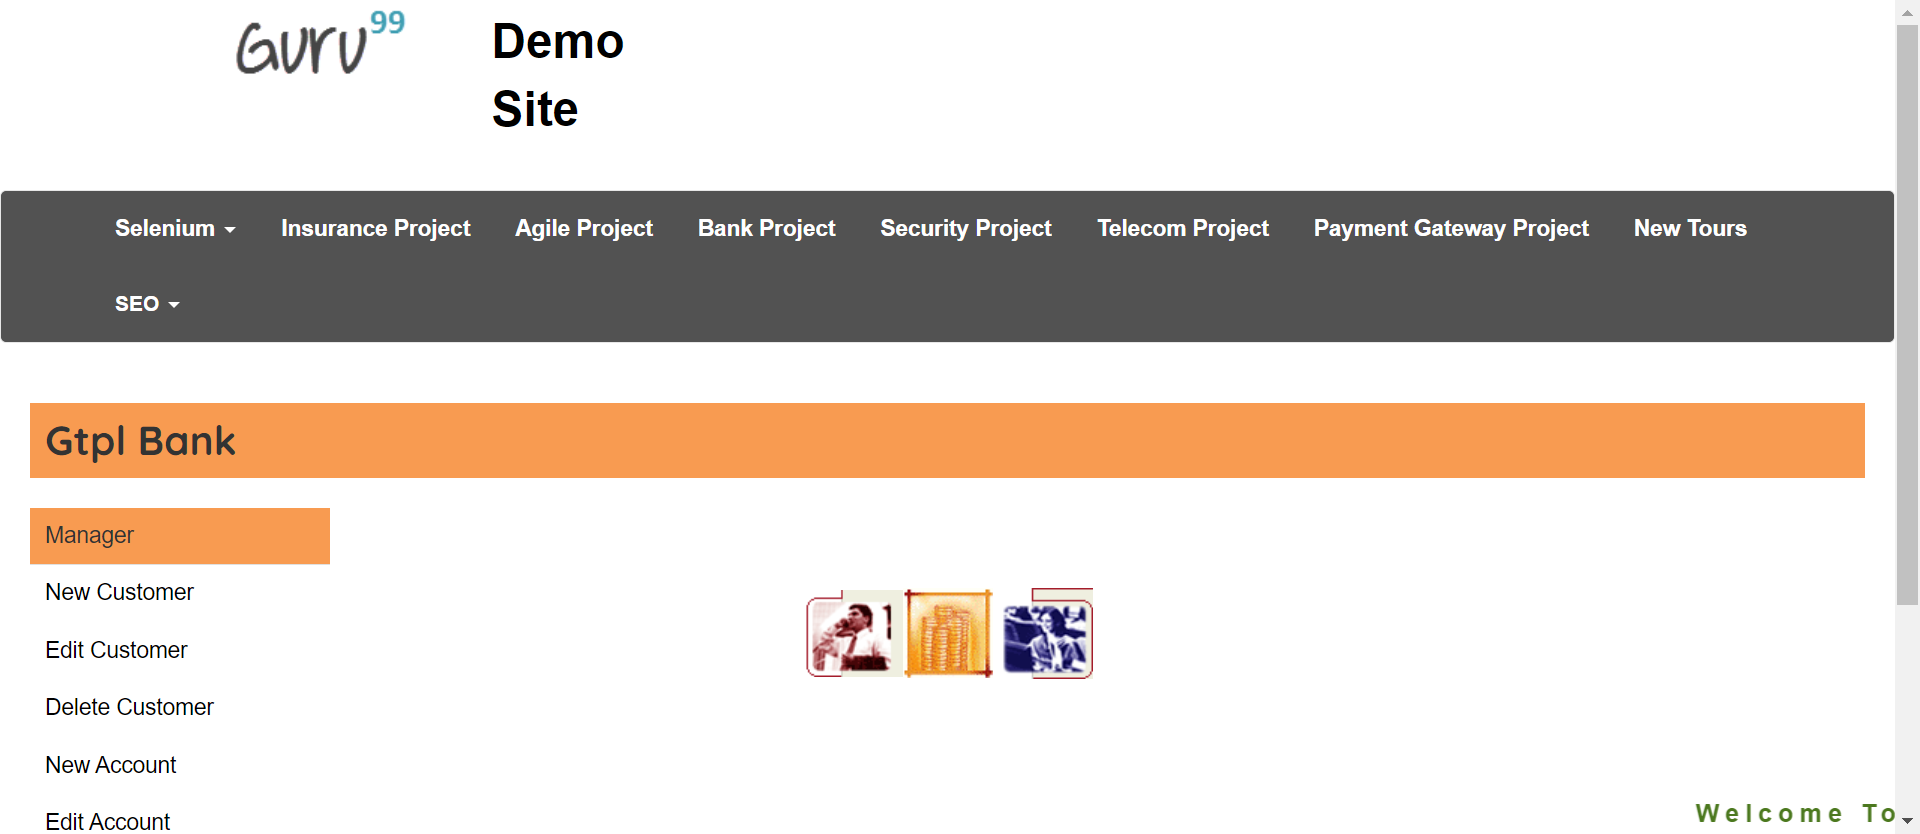 Guru99
Demo
Site
Selenium Insurance Project Agile Project Bank Project Security Project Telecom Project Payment Gateway Project New Tours
SEO
Gtpl Bank
Manager
New Customer
Edit Customer
Delete Customer
New Account
Edit Account
Welcome To